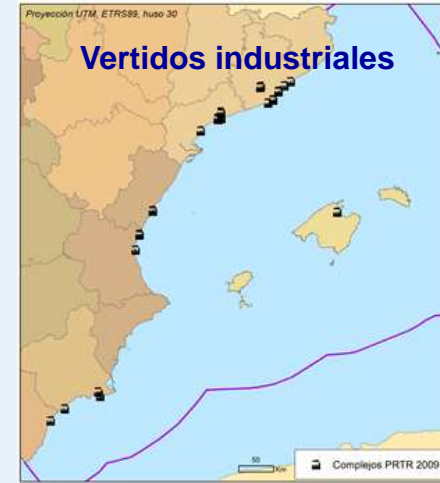 Proyección UTM, ETRS89, huso 30
Vertidos industriales
50
Km
Complejos PRTR 2009